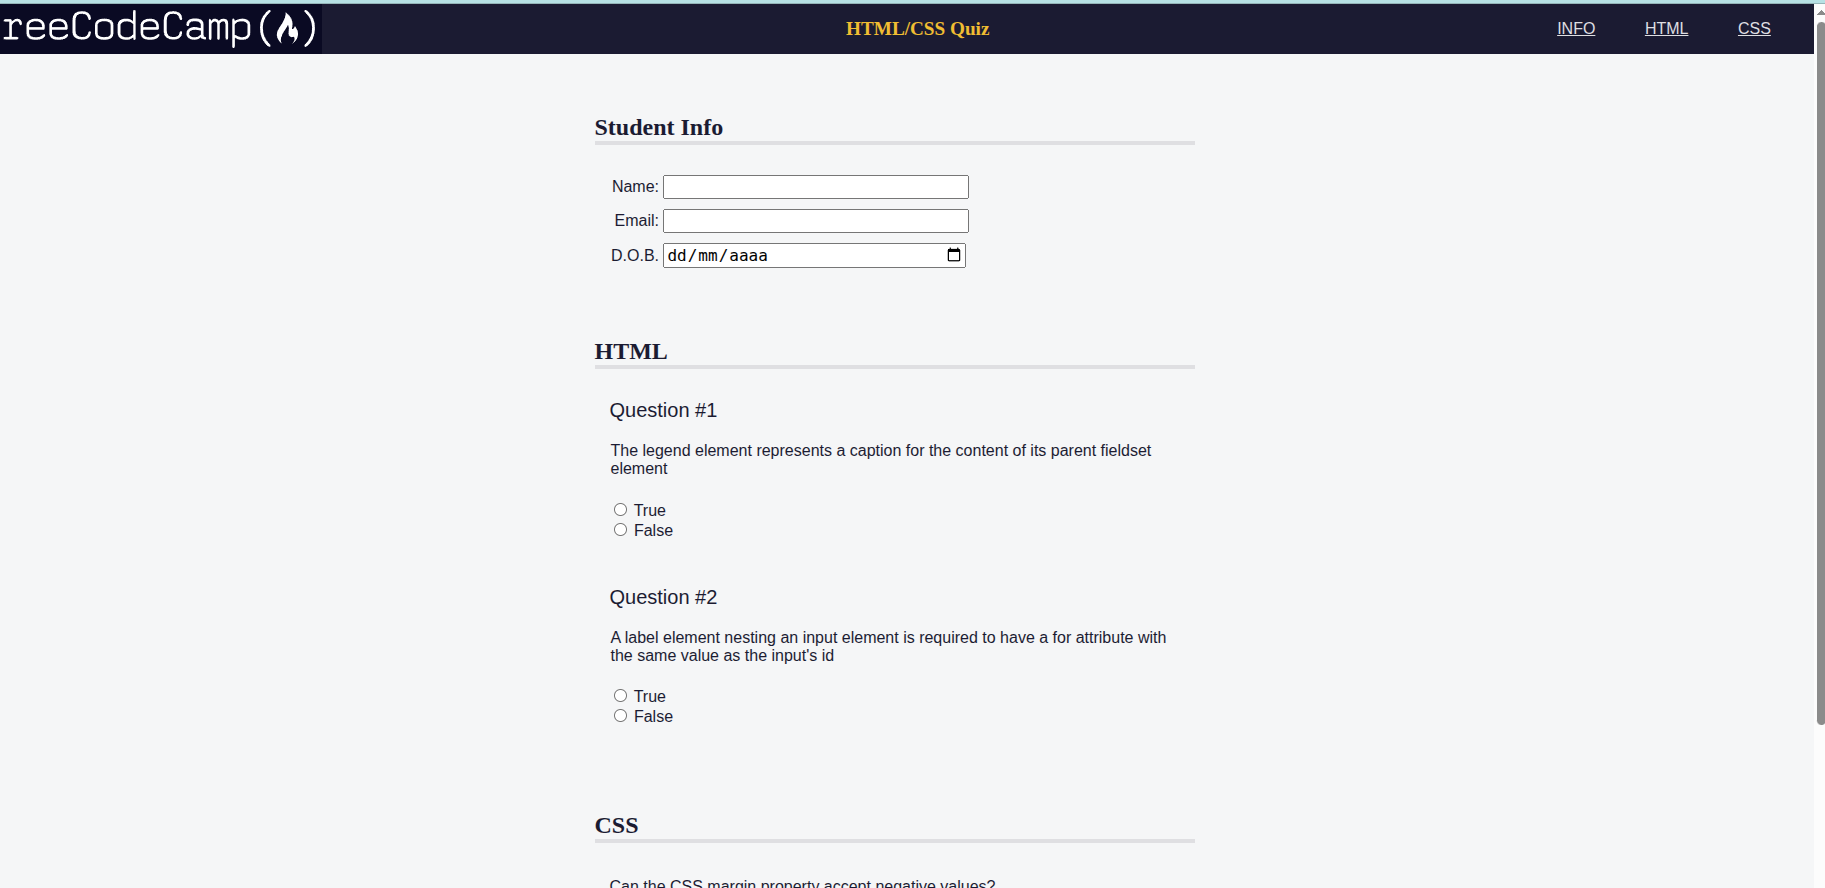 reeCodeCamp(
HTML/CSS Quiz
INFO
HTML
CSS
Student Info
Name:
Email:
D.O.B. dd/mm/aaaa
HTML
Question #1
The legend element represents a caption for the content of its parent fieldset
element
True
False
Question #2
A label element nesting an input element is required to have a for attribute with
the same value as the input's id
True
False
CSS
Can the CSS margin property accept negative values?